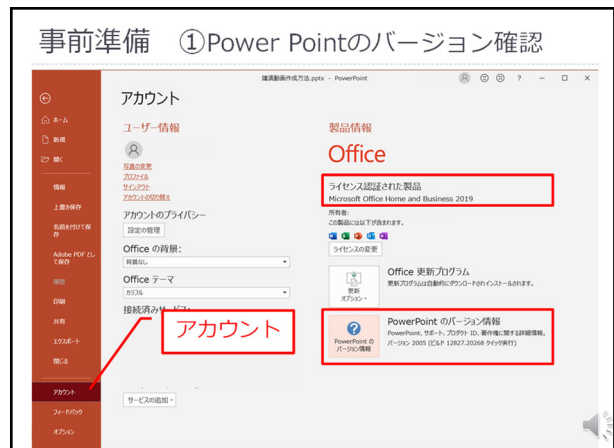 事前準備 ①Power Pointのバージョン確認
講演動画作成方法.pptx - PowerPoint
?
ホーム
新規
開く
情報
上書き保存
名前を付けて保
存
Adobe PDF とし
て保存
履歴
印刷
共有
エクスポート
閉じる
アカウント
フィードバック
オプション
アカウント
ユーザー情報
写真の変更
プロファイル
サインアウト
アカウントの切り替え
アカウントのプライバシー
設定の管理
Office の背景:
背景なし
Office テーマ
カラフル
接続済みサービス:
アカウント
サービスの追加
製品情報
Office
ライセンス認証された製品
Microsoft Office Home and Business 2019
所有者:
この製品には以下が含まれます。
ライセンスの変更
更新
オプション
Office 更新プログラム
更新プログラムは自動的にダウンロードされインストールされます。
PowerPoint の
バージョン情報
PowerPoint のバージョン情報
PowerPoint、サポート、プロダクト ID、著作権に関する詳細情報。
バージョン 2005 (ビルド 12827.20268 クイック実行)